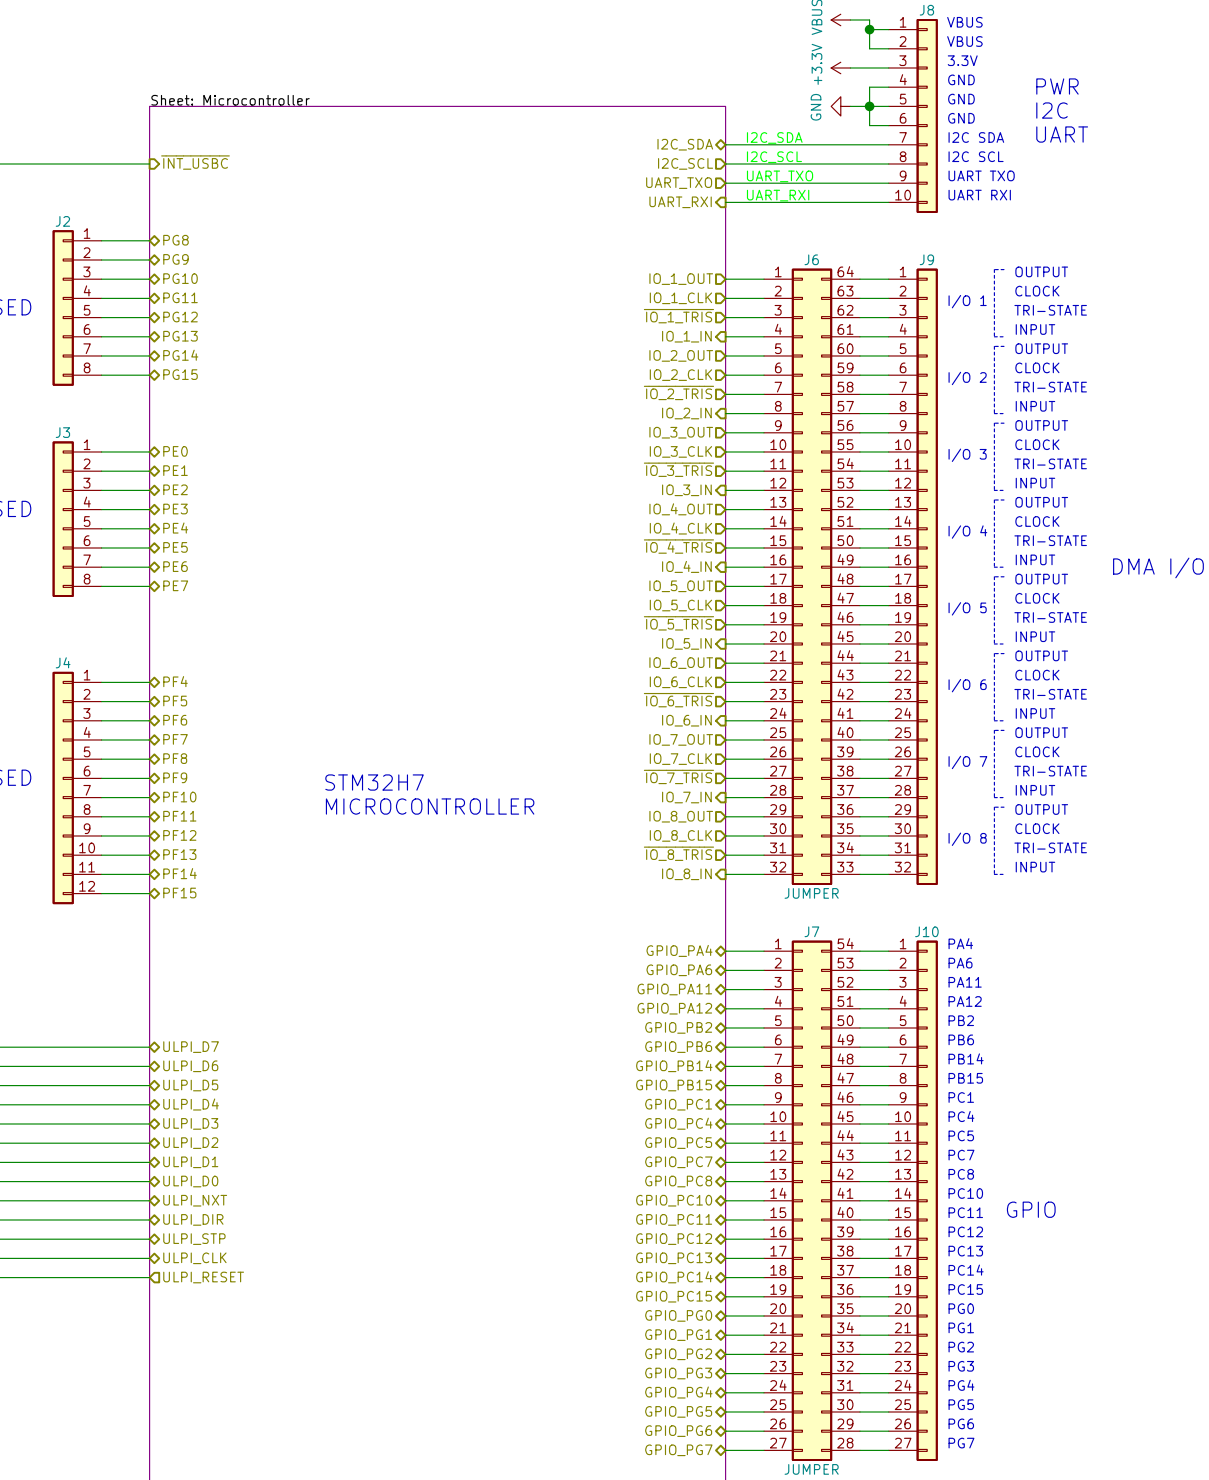 J8
VBUS
+3.3V
GND
1 VBUS
2 VBUS
3 3.3V
4 GND
5 GND
6 GND
7 I2C SDA
8 I2C SCL
9 UART TXO
10 UART RXI
PWR
I2C
UART
Sheet: Microcontroller
INT_USBC
I2C_SDA I2C_SDA
I2C_SCL I2C_SCL
UART_TXO UART_TXO
UART_RXI UART_RXI
J2
1 PG8
2 PG9
3 PG10
4 PG11
5 PG12
6 PG13
7 PG14
8 PG15
SED
J3
1 PE0
2 PE1
3 PE2
4 PE3
5 PE4
6 PE5
7 PE6
8 PE7
SED
J4
1 PF4
2 PF5
3 PF6
4 PF7
5 PF8
6 PF9
7 PF10
8 PF11
9 PF12
10 PF13
11 PF14
12 PF15
SED
STM32H7
MICROCONTROLLER
ULPI_D7
ULPI_D6
ULPI_D5
ULPI_D4
ULPI_D3
ULPI_D2
ULPI_D1
ULPI_D0
ULPI_NXT
ULPI_DIR
ULPI_STP
ULPI_CLK
ULPI_RESET
J6 J9
IO_1_OUT 1 64 1 OUTPUT
IO_1_CLK 2 63 2 CLOCK
I/O 1
IO_1_TRIS 3 62 3 TRI-STATE
IO_1_IN 4 61 4 INPUT
IO_2_OUT 5 60 5 OUTPUT
IO_2_CLK 6 59 6 CLOCK
I/O 2
IO_2_TRIS 7 58 7 TRI-STATE
IO_2_IN 8 57 8 INPUT
IO_3_OUT 9 56 9 OUTPUT
IO_3_CLK 10 55 10 CLOCK
I/O 3
IO_3_TRIS 11 54 11 TRI-STATE
IO_3_IN 12 53 12 INPUT
IO_4_OUT 13 52 13 OUTPUT
IO_4_CLK 14 51 14 CLOCK
I/O 4
IO_4_TRIS 15 50 15 TRI-STATE
IO_4_IN 16 49 16 INPUT
IO_5_OUT 17 48 17 OUTPUT
IO_5_CLK 18 47 18 CLOCK
I/O 5
IO_5_TRIS 19 46 19 TRI-STATE
IO_5_IN 20 45 20 INPUT
IO_6_OUT 21 44 21 OUTPUT
IO_6_CLK 22 43 22 CLOCK
I/O 6
IO_6_TRIS 23 42 23 TRI-STATE
IO_6_IN 24 41 24 INPUT
IO_7_OUT 25 40 25 OUTPUT
IO_7_CLK 26 39 26 CLOCK
I/O 7
IO_7_TRIS 27 38 27 TRI-STATE
IO_7_IN 28 37 28 INPUT
IO_8_OUT 29 36 29 OUTPUT
IO_8_CLK 30 35 30 CLOCK
I/O 8
IO_8_TRIS 31 34 31 TRI-STATE
IO_8_IN 32 33 32 INPUT
DMA I/O
JUMPER
J7 J10
GPIO_PA4 1 54 1 PA4
GPIO_PA6 2 53 2 PA6
GPIO_PA11 3 52 3 PA11
GPIO_PA12 4 51 4 PA12
GPIO_PB2 5 50 5 PB2
GPIO_PB6 6 49 6 PB6
GPIO_PB14 7 48 7 PB14
GPIO_PB15 8 47 8 PB15
GPIO_PC1 9 46 9 PC1
GPIO_PC4 10 45 10 PC4
GPIO_PC5 11 44 11 PC5
GPIO_PC7 12 43 12 PC7
GPIO_PC8 13 42 13 PC8
GPIO_PC10 14 41 14 PC10
GPIO_PC11 15 40 15 PC11
GPIO_PC12 16 39 16 PC12
GPIO_PC13 17 38 17 PC13
GPIO_PC14 18 37 18 PC14
GPIO_PC15 19 36 19 PC15
GPIO_PG0 20 35 20 PG0
GPIO_PG1 21 34 21 PG1
GPIO_PG2 22 33 22 PG2
GPIO_PG3 23 32 23 PG3
GPIO_PG4 24 31 24 PG4
GPIO_PG5 25 30 25 PG5
GPIO_PG6 26 29 26 PG6
GPIO_PG7 27 28 27 PG7
GPIO
JUMPER